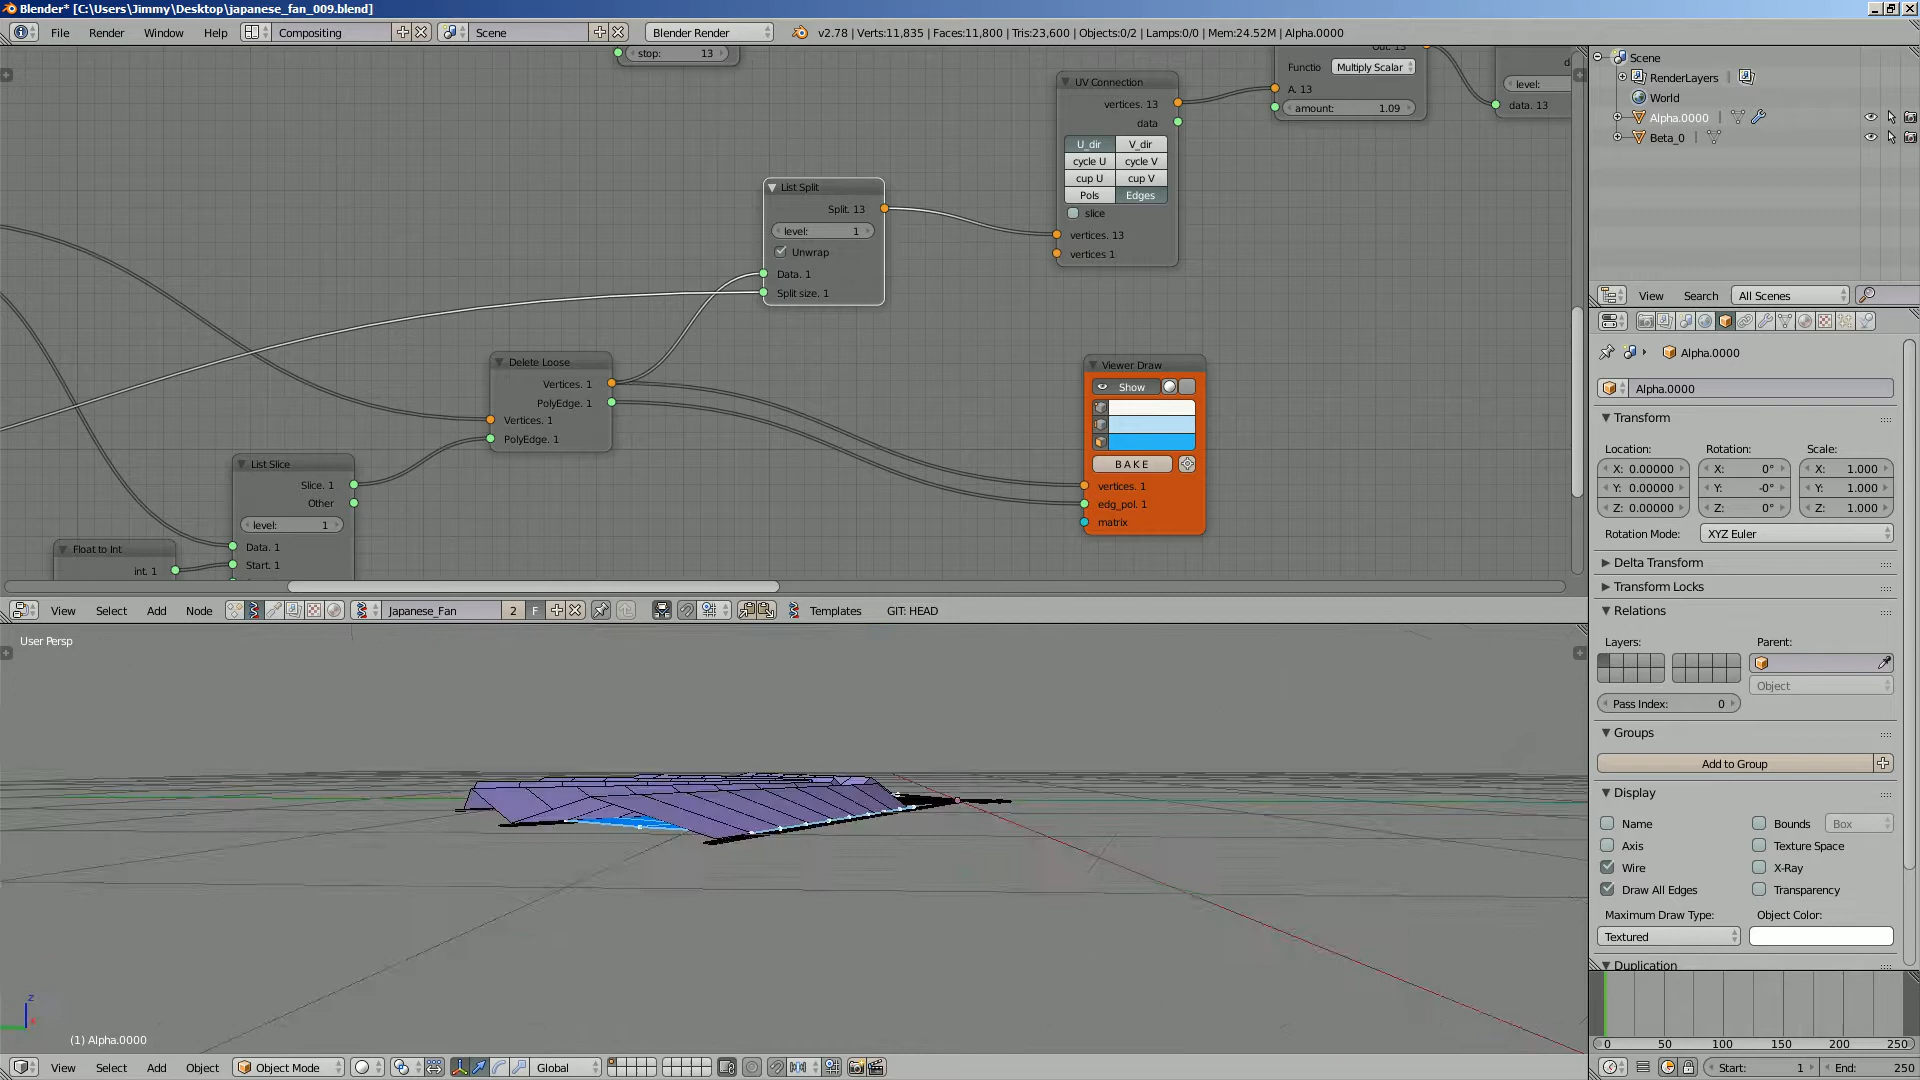 Blender* [C:\Users\Jimmy\Desktop\japanese_fan_009.blend]
File Render Window Help Compositing Scene Blender Render v2.78 | Verts:11,835 | Faces:11,800 | Tris:23,600 | Objects:0/2 | Lamps:0/0 | Mem:24.52M | Alpha.0000
stop: 13
UV Connection
vertices. 13
data
U_dir V_dir
cycle U cycle V
cup U cup V
Pols Edges
slice
vertices. 13
vertices 1
Out. 13
Functio Multiply Scalar
A. 13
amount: 1.09
level:
data. 13
List Split
Split. 13
level: 1
Unwrap
Data. 1
Split size. 1
Delete Loose
Vertices. 1
PolyEdge. 1
Vertices. 1
PolyEdge. 1
Viewer Draw
Show
BAKE
vertices. 1
edg_pol. 1
matrix
List Slice
Slice. 1
Other
level: 1
Data. 1
Start. 1
Float to Int
int. 1
View Select Add Node Japanese_Fan 2 F Templates GIT: HEAD
User Persp
z
(1) Alpha.0000
View Select Add Object Object Mode Global
Scene
RenderLayers
World
Alpha.0000
Beta_0
View Search All Scenes
Alpha.0000
Alpha.0000
Transform
Location: Rotation: Scale:
X: 0.00000 X: 0° X: 1.000
Y: 0.00000 Y: -0° Y: 1.000
Z: 0.00000 Z: 0° Z: 1.000
Rotation Mode: XYZ Euler
Delta Transform
Transform Locks
Relations
Layers: Parent:
Object
Pass Index: 0
Groups
Add to Group
Display
Name Bounds Box
Axis Texture Space
Wire X-Ray
Draw All Edges Transparency
Maximum Draw Type: Object Color:
Textured
Duplication
0 50 100 150 200 250
Start: 1 End: 250